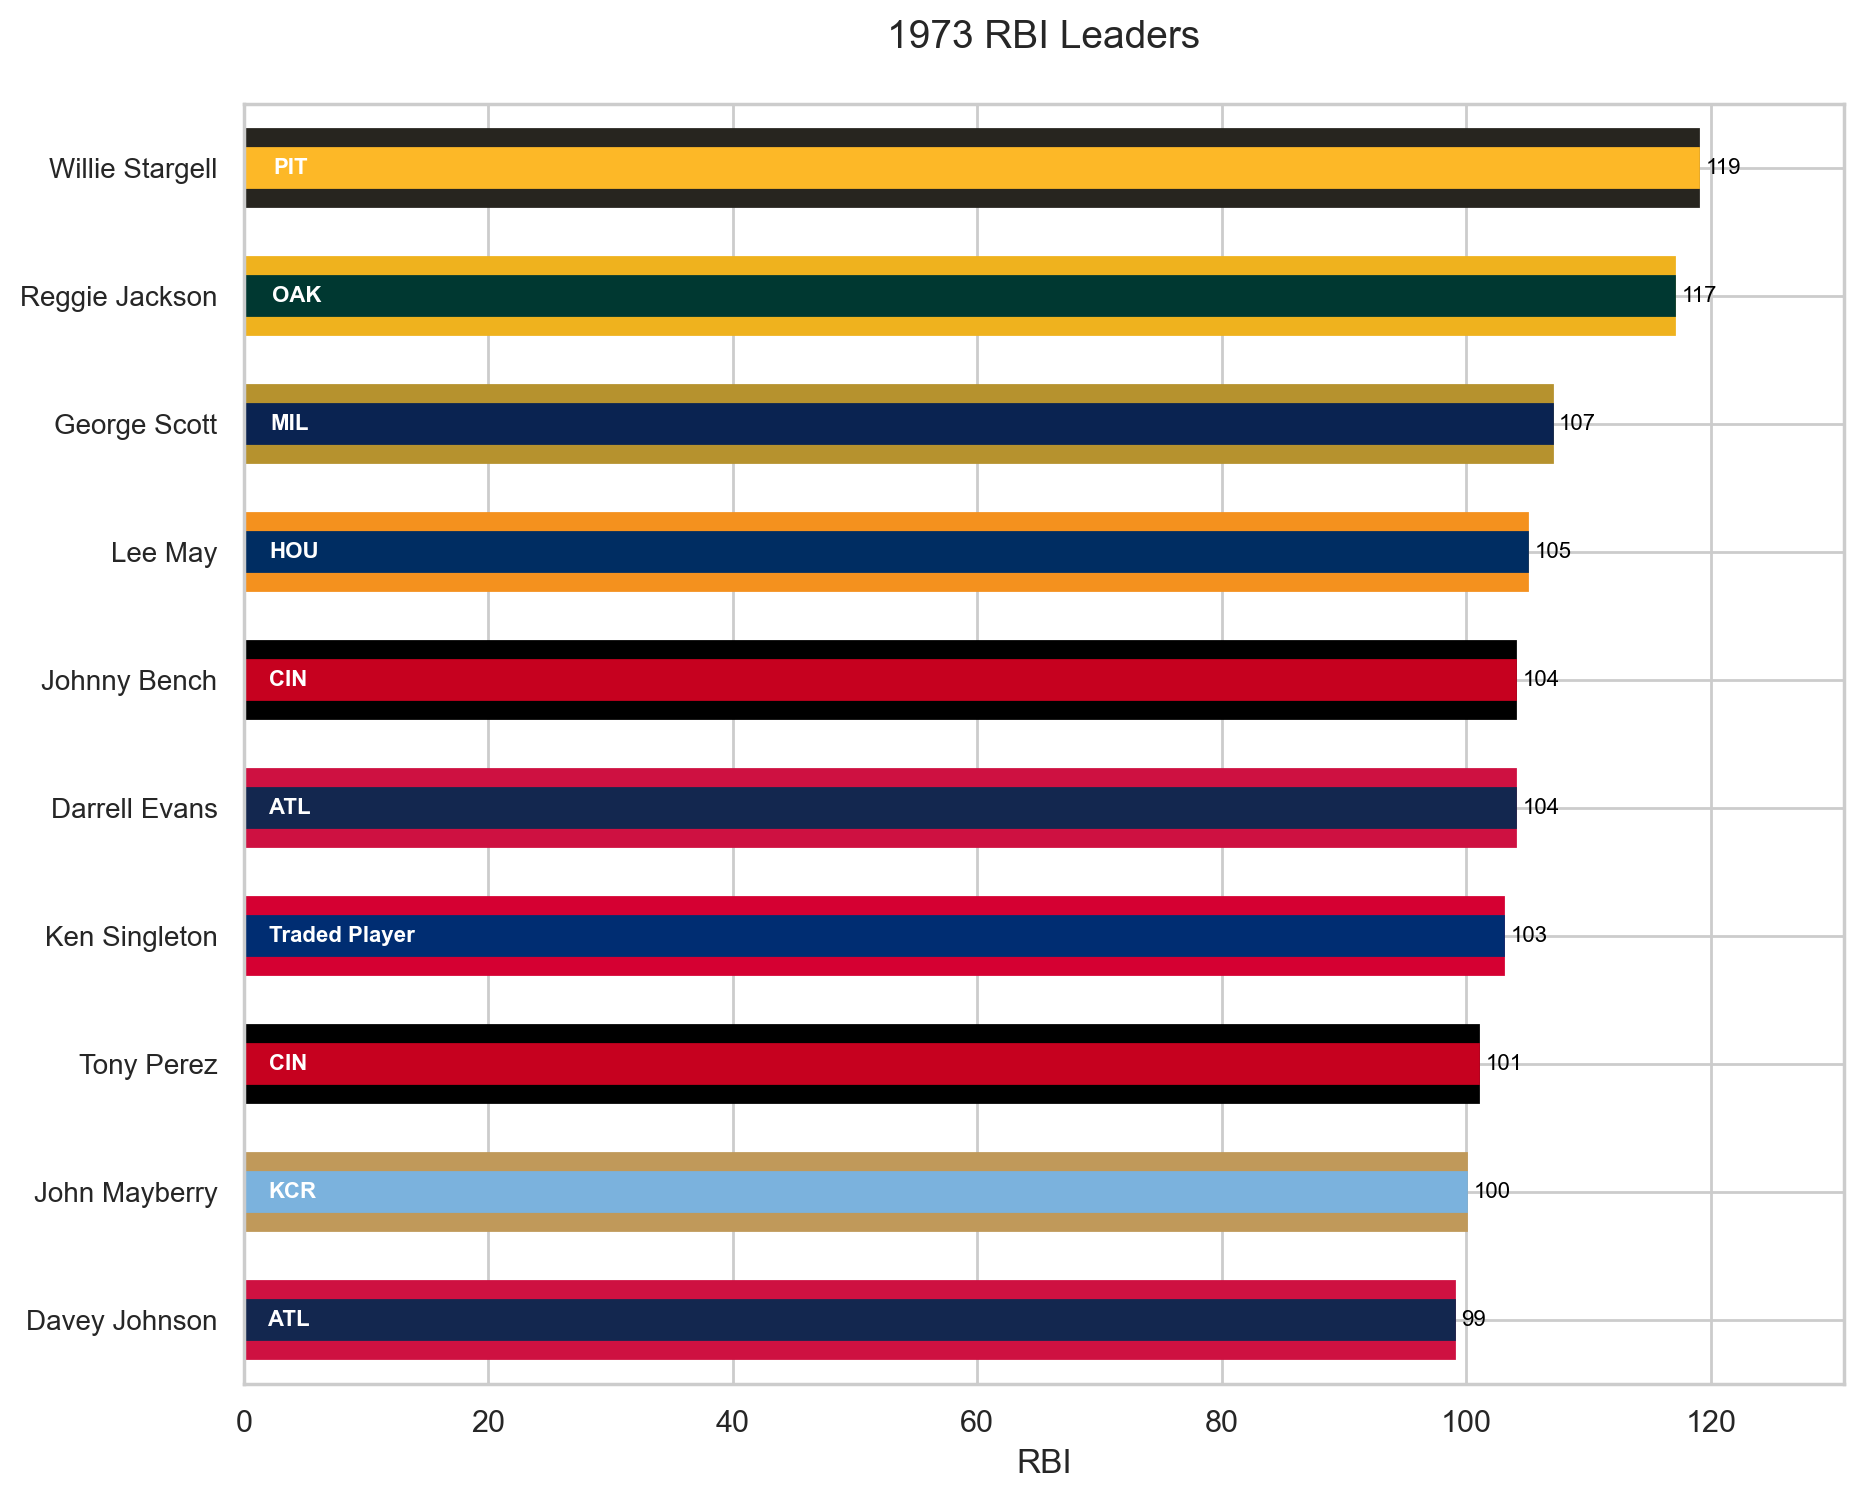 1973 RBI Leaders
Willie Stargell PIT 119
Reggie Jackson OAK 117
George Scott MIL 107
Lee May HOU 105
Johnny Bench CIN 104
Darrell Evans ATL 104
Ken Singleton Traded Player 103
Tony Perez CIN 101
John Mayberry KCR 100
Davey Johnson ATL 99
0 20 40 60 80 100 120
RBI